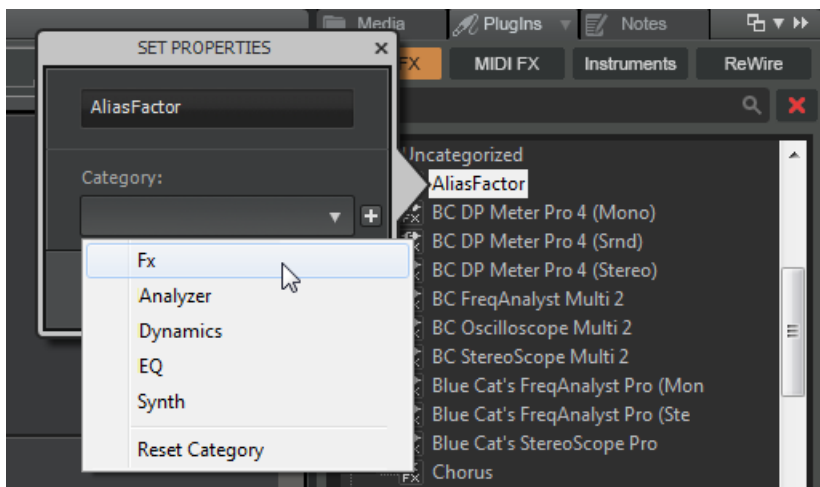 Media
PlugIns
Notes
SET PROPERTIES
FX
MIDI FX
Instruments
ReWire
AliasFactor
Category:
Fx
Analyzer
Dynamics
EQ
Synth
Reset Category
Uncategorized
AliasFactor
BC DP Meter Pro 4 (Mono)
BC DP Meter Pro 4 (Srnd)
BC DP Meter Pro 4 (Stereo)
BC FreqAnalyst Multi 2
BC Oscilloscope Multi 2
BC StereoScope Multi 2
Blue Cat's FreqAnalyst Pro (Mon
Blue Cat's FreqAnalyst Pro (Ste
Blue Cat's StereoScope Pro
FX Chorus